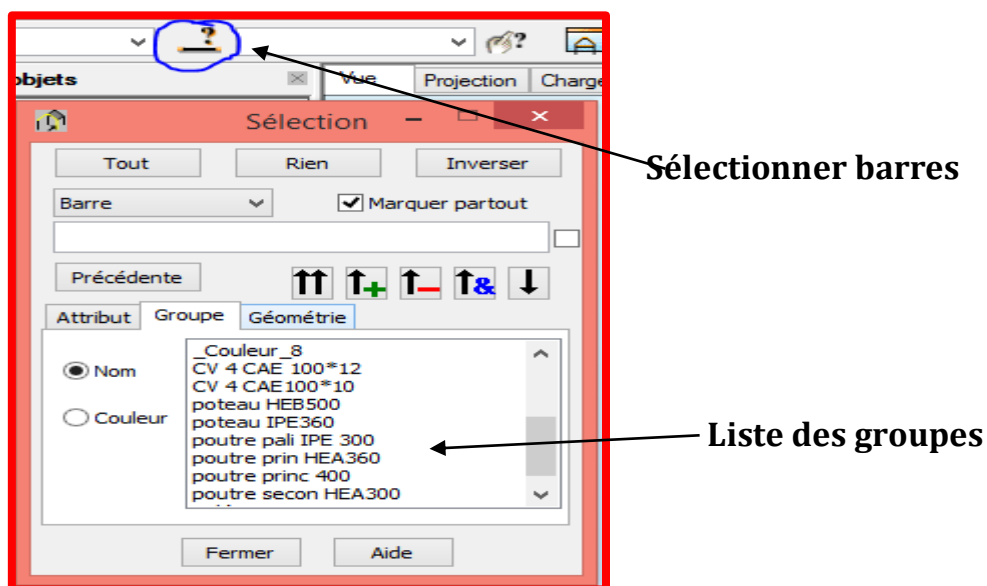 ?
?
objets
Vue
Projection
Charge
Sélection
Tout
Rien
Inverser
Sélectionner barres
Barre
Marquer partout
Précédente
+
&
Attribut
Groupe
Géométrie
Nom
Couleur
_Couleur_8
CV 4 CAE 100*12
CV 4 CAE100*10
poteau HEB500
poteau IPE360
poutre pali IPE 300
poutre prin HEA360
poutre princ 400
poutre secon HEA300
Liste des groupes
Fermer
Aide